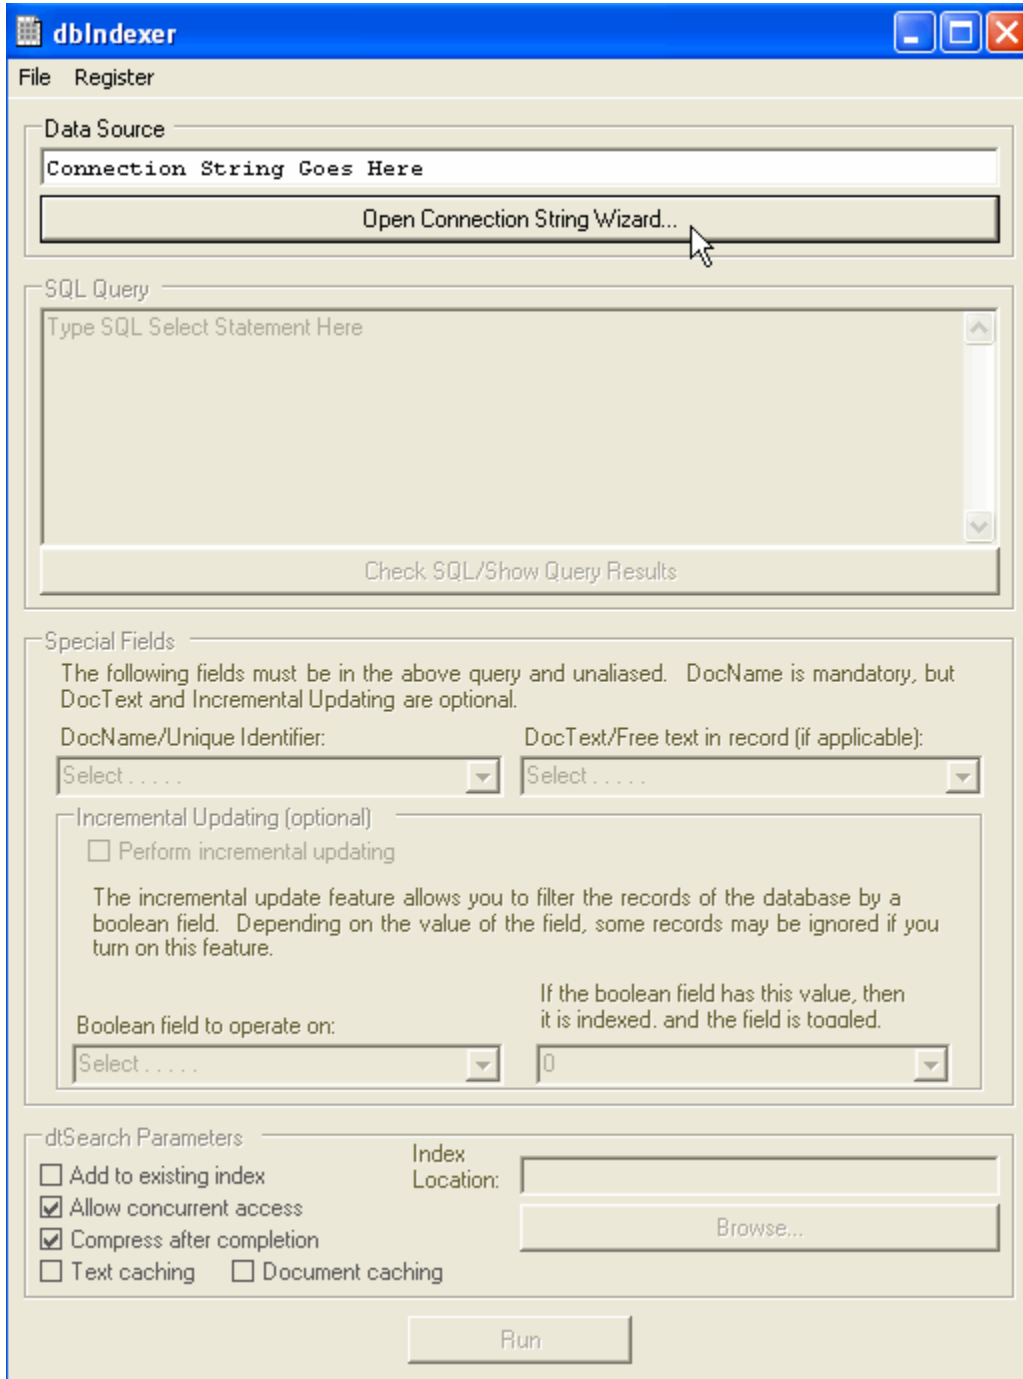 dbIndexer
File Register
Data Source
Connection String Goes Here
Open Connection String Wizard...
SQL Query
Type SQL Select Statement Here
Check SQL/Show Query Results
Special Fields
The following fields must be in the above query and unaliased. DocName is mandatory, but
DocText and Incremental Updating are optional.
DocName/Unique Identifier:
DocText/Free text in record (if applicable):
Select . . . . .
Select . . . . .
Incremental Updating (optional)
Perform incremental updating
The incremental update feature allows you to filter the records of the database by a
boolean field. Depending on the value of the field, some records may be ignored if you
turn on this feature.
Boolean field to operate on:
If the boolean field has this value, then
it is indexed, and the field is toggled.
Select . . . . .
0
dtSearch Parameters
Add to existing index
Allow concurrent access
Compress after completion
Text caching Document caching
Index
Location:
Browse...
Run